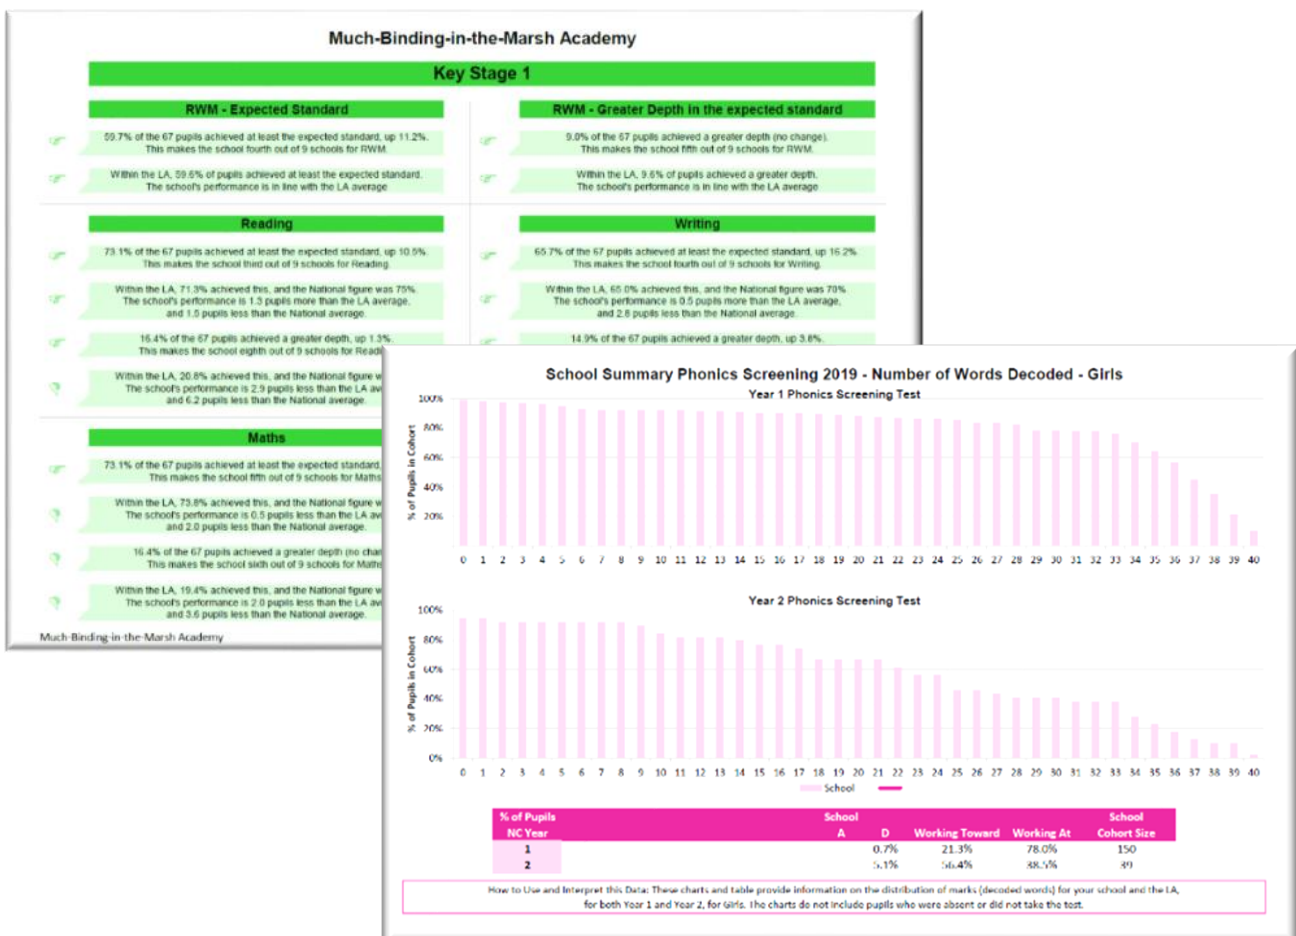 Much-Binding-in-the-Marsh Academy
Key Stage 1
RWM - Expected Standard
59.7% of the 67 pupils achieved at least the expected standard, up 11.2%.
This makes the school fourth out of 9 schools for RWM.
Within the LA, 59.6% of pupils achieved at least the expected standard.
The school's performance is in line with the LA average
RWM - Greater Depth in the expected standard
9.0% of the 67 pupils achieved a greater depth (no change).
This makes the school fifth out of 9 schools for RWM.
Within the LA, 9.6% of pupils achieved a greater depth.
The school's performance is in line with the LA average
Reading
73.1% of the 67 pupils achieved at least the expected standard, up 10.5%.
This makes the school third out of 9 schools for Reading.
Within the LA, 71.3% achieved this, and the National figure was 75%.
The school's performance is 1.3 pupils more than the LA average,
and 1.5 pupils less than the National average.
16.4% of the 67 pupils achieved a greater depth, up 1.3%.
This makes the school eighth out of 9 schools for
Within the LA, 20.8% achieved this, and the National figure
The school's performance is 2.9 pupils less than the LA
and 6.2 pupils less than the National average.
Writing
65.7% of the 67 pupils achieved at least the expected standard, up 16.2%.
This makes the school fourth out of 9 schools for Writing.
Within the LA, 65.0% achieved this, and the National figure was 70%.
The school's performance is 0.5 pupils more than the LA average,
and 2.8 pupils less than the National average.
14.9% of the 67 pupils achieved a greater depth, up 3.8%.
Maths
73.1% of the 67 pupils achieved at least the expected standard,
This makes the school fifth out of 9 schools for Maths
Within the LA, 73.8% achieved this, and the National figure
The school's performance is 0.5 pupils less than the LA
and 2.0 pupils less than the National average.
16.4% of the 67 pupils achieved a greater depth (no
This makes the school sixth out of 9 schools for Maths
Within the LA, 19.4% achieved this, and the National figure
The school's performance is 2.0 pupils less than the LA
and 3.6 pupils less than the National average.
Much-Binding-in-the-Marsh Academy
School Summary Phonics Screening 2019 - Number of Words Decoded - Girls
Year 1 Phonics Screening Test
% of Pupils in Cohort
100%
80%
60%
40%
20%
0 1 2 3 4 5 6 7 8 9 10 11 12 13 14 15 16 17 18 19 20 21 22 23 24 25 26 27 28 29 30 31 32 33 34 35 36 37 38 39 40
Year 2 Phonics Screening Test
% of Pupils in Cohort
100%
80%
60%
40%
20%
0%
0 1 2 3 4 5 6 7 8 9 10 11 12 13 14 15 16 17 18 19 20 21 22 23 24 25 26 27 28 29 30 31 32 33 34 35 36 37 38 39 40
School
% of Pupils School School
NC Year A D Working Toward Working At Cohort Size
1 0.7% 21.3% 78.0% 150
2 5.1% 56.4% 38.5% 39
How to Use and Interpret this Data: These charts and table provide information on the distribution of marks (decoded words) for your school and the LA,
for both Year 1 and Year 2, for Girls. The charts do not include pupils who were absent or did not take the test.